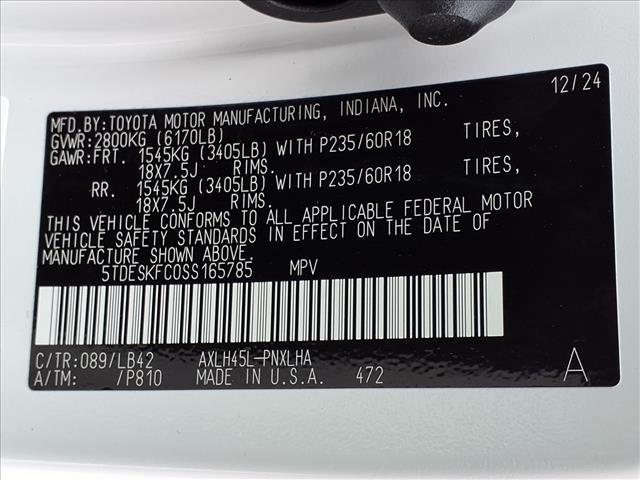 12/24
MFD.BY:TOYOTA MOTOR MANUFACTURING, INDIANA, INC.
GVWR:2800KG (6170LB)
GAWR:FRT. 1545KG (3405LB) WITH P235/60R18 TIRES,
18X7.5J RIMS.
RR. 1545KG (3405LB) WITH P235/60R18 TIRES,
18X7.5J RIMS.
THIS VEHICLE CONFORMS TO ALL APPLICABLE FEDERAL MOTOR
VEHICLE SAFETY STANDARDS IN EFFECT ON THE DATE OF
MANUFACTURE SHOWN ABOVE.
5TDESKFC0SS165785 MPV
C/TR:089/LB42 AXLH45L-PNXLHA
A/TM: /P810 MADE IN U.S.A. 472 A